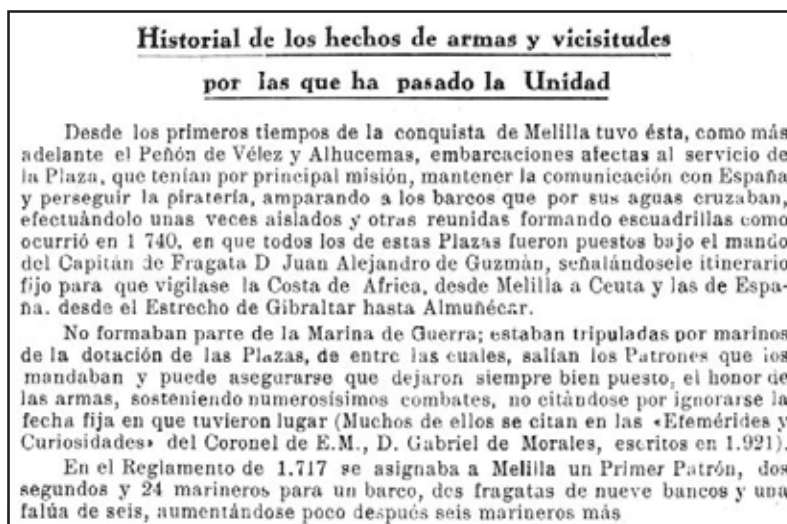 Historial de los hechos de armas y vicisitudes
por las que ha pasado la Unidad
Desde los primeros tiempos de la conquista de Melilla tuvo ésta, como más
adelante el Peñón de Vélez y Alhucemas, embarcaciones afectas al servicio de
la Plaza, que tenían por principal misión, mantener la comunicación con España
y perseguir la piratería, amparando a los barcos que por sus aguas cruzaban,
efectuándolo unas veces aislados y otras reunidas formando escuadrillas como
ocurrió en 1 740, en que todos los de estas Plazas fueron puestos bajo el mando
del Capitán de Fragata D Juan Alejandro de Guzmán, señalándosele itinerario
fijo para que vigilase la Costa de Africa, desde Melilla a Ceuta y las de Espa-
ña. desde el Estrecho de Gibraltar hasta Almuñécar.
No formaban parte de la Marina de Guerra; estaban tripuladas por marinos
de la dotación de las Plazas, de entre las cuales, salían los Patrones que los
mandaban y puede asegurarse que dejaron siempre bien puesto, el honor de
las armas, sosteniendo numerosísimos combates, no citándose por ignorarse la
fecha fija en que tuvieron lugar (Muchos de ellos se citan en las «Efemérides y
Curiosidades» del Coronel de E.M., D. Gabriel de Morales, escritos en 1.921).
En el Reglamento de 1.717 se asignaba a Melilla un Primer Patrón, dos
segundos y 24 marineros para un barco, dos fragatas de nueve bancos y una
falúa de seis, aumentándose poco después seis marineros más